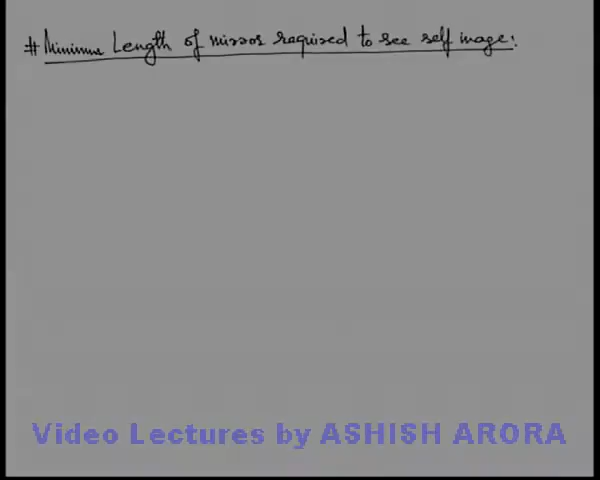 # Minimum Length of mirror required to see self image:
Video Lectures by ASHISH ARORA